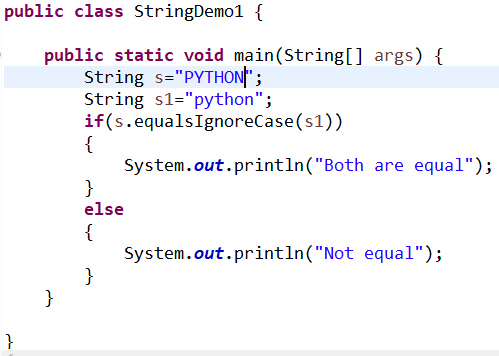 public class StringDemo1 {
public static void main(String[] args) {
String s="PYTHON";
String s1="python";
if(s.equalsIgnoreCase(s1))
{
System.out.println("Both are equal");
}
else
{
System.out.println("Not equal");
}
}
}